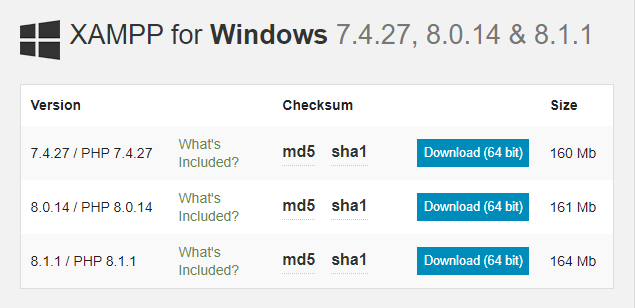 XAMPP for Windows 7.4.27, 8.0.14 & 8.1.1
Version Checksum Size
7.4.27 / PHP 7.4.27 What's Included? md5 sha1 Download (64 bit) 160 Mb
8.0.14 / PHP 8.0.14 What's Included? md5 sha1 Download (64 bit) 161 Mb
8.1.1 / PHP 8.1.1 What's Included? md5 sha1 Download (64 bit) 164 Mb